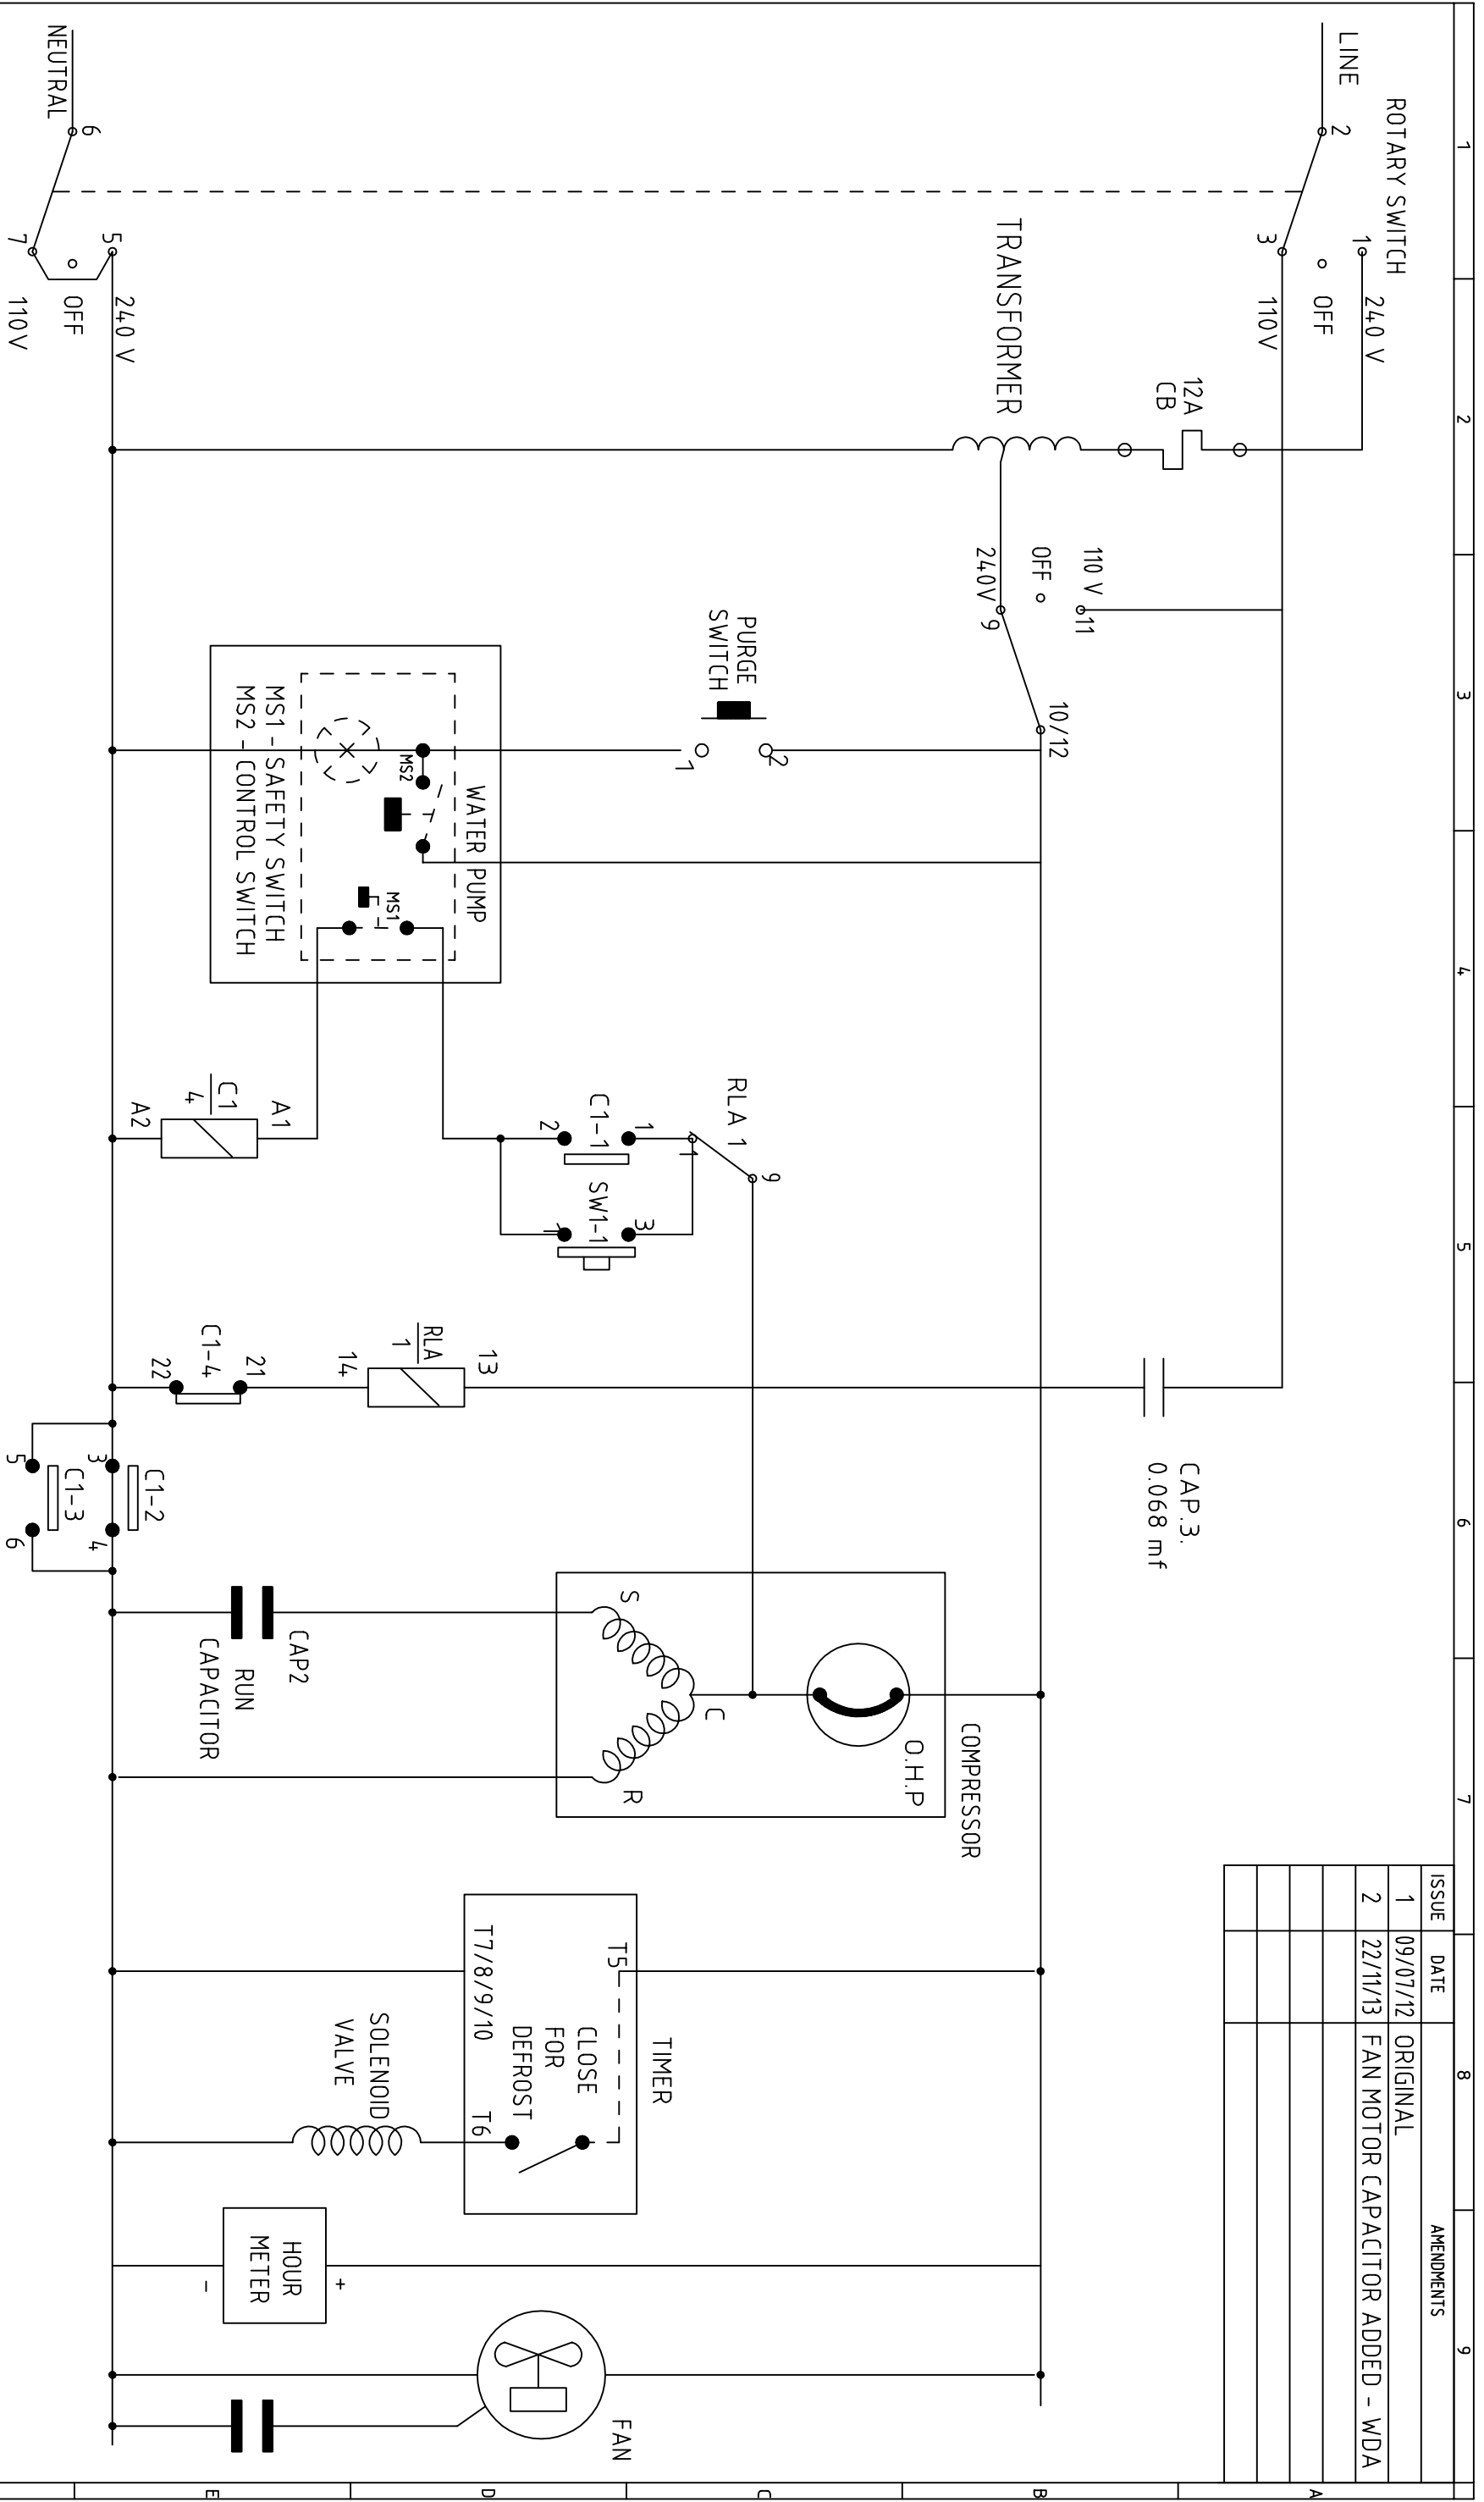 1
2
3
4
5
6
7
8
9
A
B
C
D
E
ISSUE DATE AMENDMENTS
1 09/07/12 ORIGINAL
2 22/11/13 FAN MOTOR CAPACITOR ADDED - WDA
ROTARY SWITCH
LINE
2
1
240 V
OFF
3
110V
12A
CB
TRANSFORMER
110 V
11
OFF
240V
9
10/12
CAP.3.
0.068 mf
PURGE
SWITCH
2
1
WATER PUMP
MS2
MS1
MS1 - SAFETY SWITCH
MS2 - CONTROL SWITCH
RLA 1
9
1
1
C1-1
2
3
SW1-1
C1
4
A1
A2
13
RLA
1
14
21
C1-4
22
C1-2
3
4
C1-3
5
6
COMPRESSOR
O.H.P
C
S
R
CAP2
RUN
CAPACITOR
TIMER
T5
CLOSE
FOR
DEFROST
T7/8/9/10
T6
SOLENOID
VALVE
+
HOUR
METER
-
FAN
NEUTRAL
6
5
240 V
OFF
7
110V